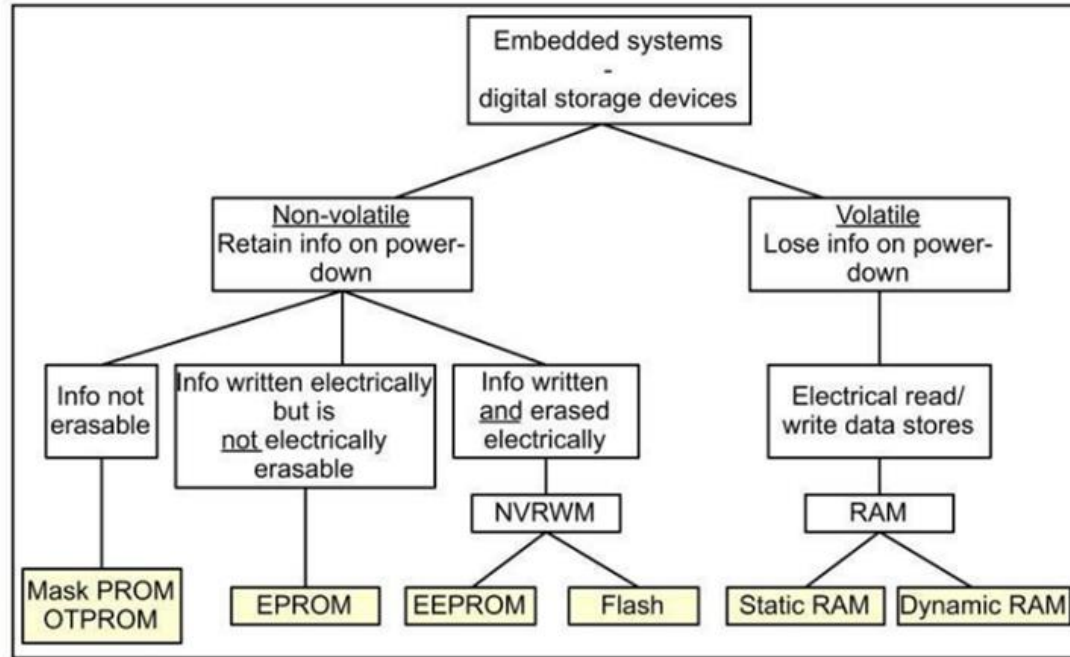 Embedded systems
-
digital storage devices
Non-volatile
Retain info on power-
down
Volatile
Lose info on power-
down
Info not
erasable
Info written electrically
but is
not electrically
erasable
Info written
and erased
electrically
Electrical read/
write data stores
NVRWM
RAM
Mask PROM
OTPROM
EPROM
EEPROM
Flash
Static RAM
Dynamic RAM